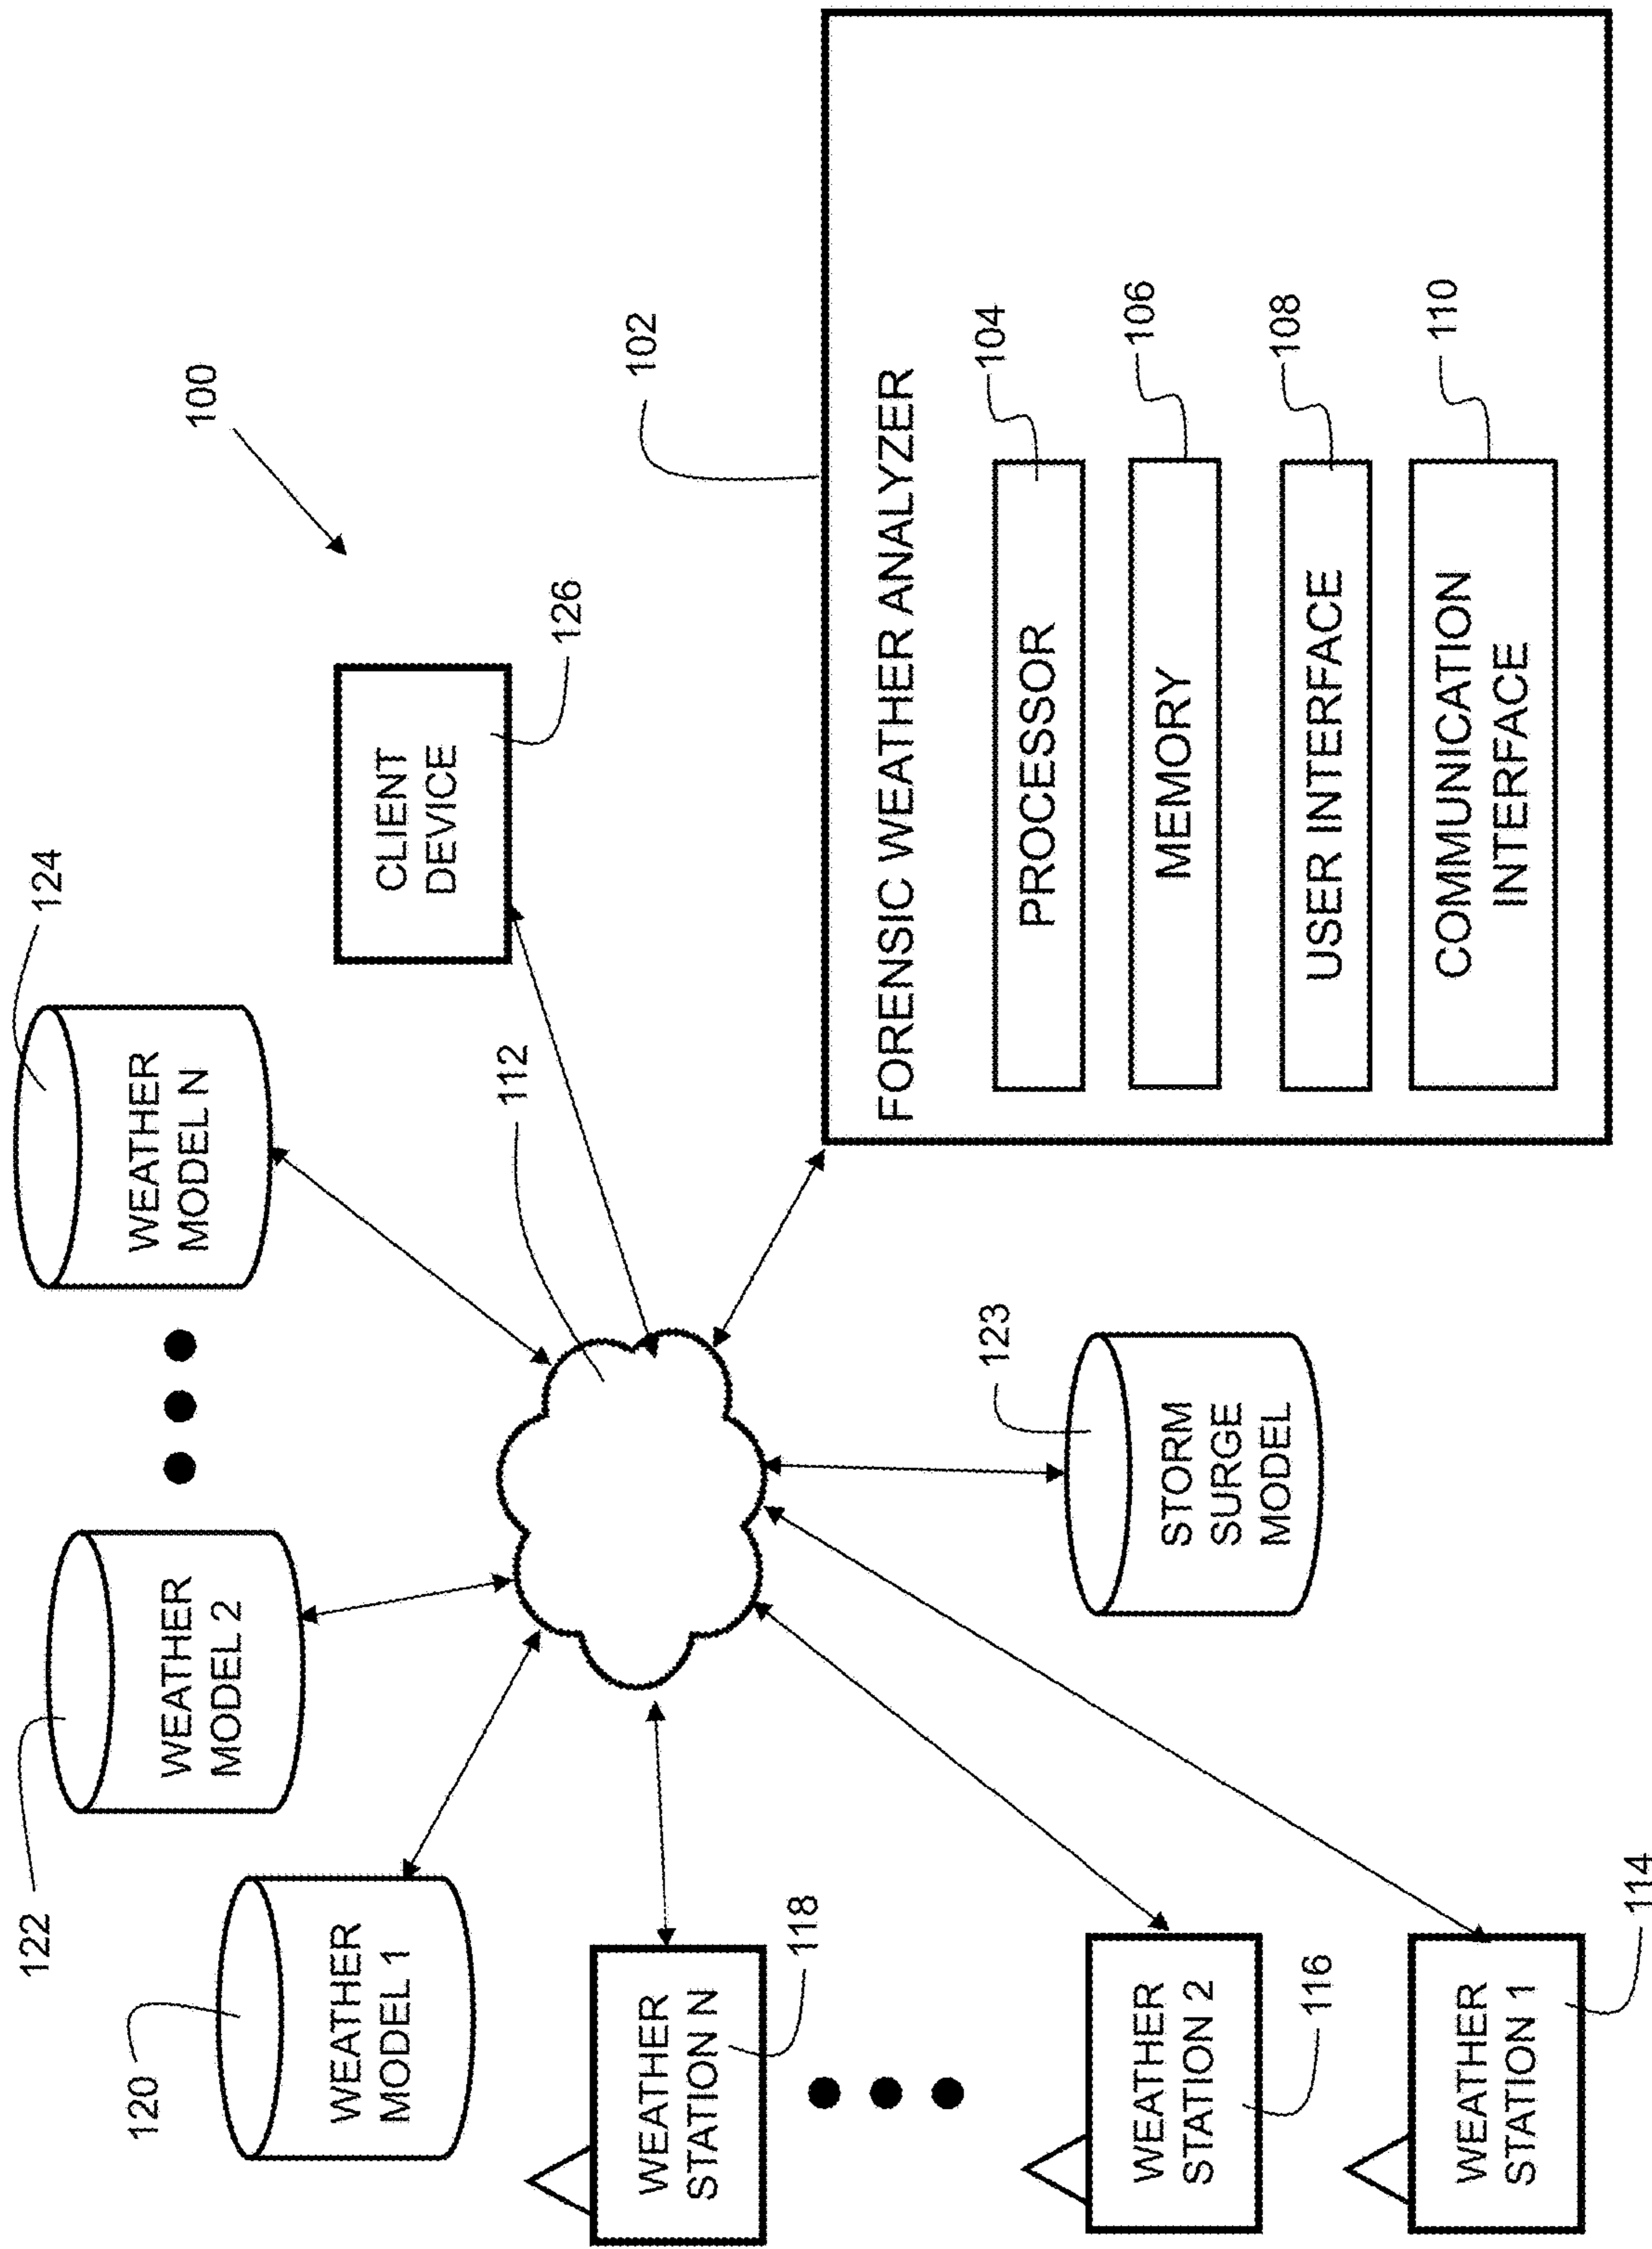 100
124
WEATHER
MODEL N
122
WEATHER
MODEL 2
120
WEATHER
MODEL 1
CLIENT
DEVICE
126
112
118
WEATHER
STATION N
116
WEATHER
STATION 2
114
WEATHER
STATION 1
123
STORM
SURGE
MODEL
102
FORENSIC WEATHER ANALYZER
PROCESSOR
104
MEMORY
106
USER INTERFACE
108
COMMUNICATION
INTERFACE
110